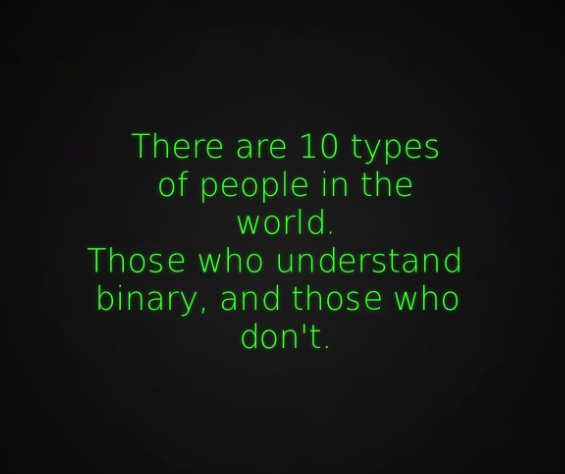 There are 10 types
of people in the
world.
Those who understand
binary, and those who
don't.